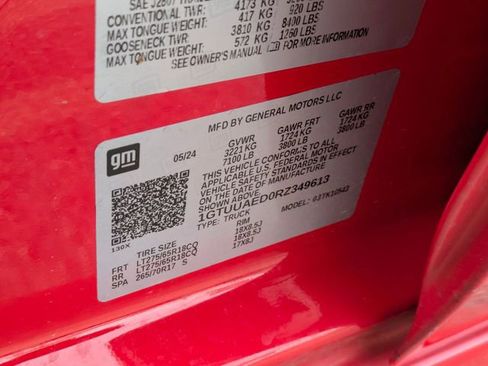 SAE J2807
CONVENTIONAL TWR: 4173 KG 920 LBS
MAX TONGUE WEIGHT: 417 KG 8400 LBS
GOOSENECK TWR: 3810 KG 1260 LBS
MAX TONGUE WEIGHT: 572 KG
SEE OWNER'S MANUAL FOR MORE INFORMATION
gm
MFD BY GENERAL MOTORS LLC
05/24
GVWR GAWR FRT GAWR RR
3221 KG 1724 KG 1724 KG
7100 LB 3800 LB 3800 LB
THIS VEHICLE CONFORMS TO ALL
APPLICABLE U.S. FEDERAL MOTOR
VEHICLE SAFETY STANDARDS IN EFFECT
ON THE DATE OF MANUFACTURE SHOWN ABOVE
1GTUUAED0RZ349613
TYPE: TRUCK MODEL: 03TK10543
130X
TIRE SIZE RIM
FRT LT275/65R18CQ 18X8.5J
RR LT275/65R18CQ 18X8.5J
SPA 265/70R17 S 17X8J